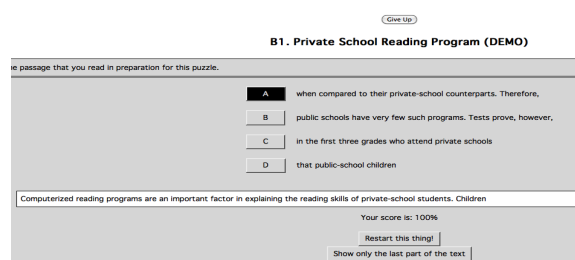 Give Up
B1. Private School Reading Program (DEMO)
e passage that you read in preparation for this puzzle.
A when compared to their private-school counterparts. Therefore,
B public schools have very few such programs. Tests prove, however,
C in the first three grades who attend private schools
D that public-school children
Computerized reading programs are an important factor in explaining the reading skills of private-school students. Children
Your score is: 100%
Restart this thing!
Show only the last part of the text